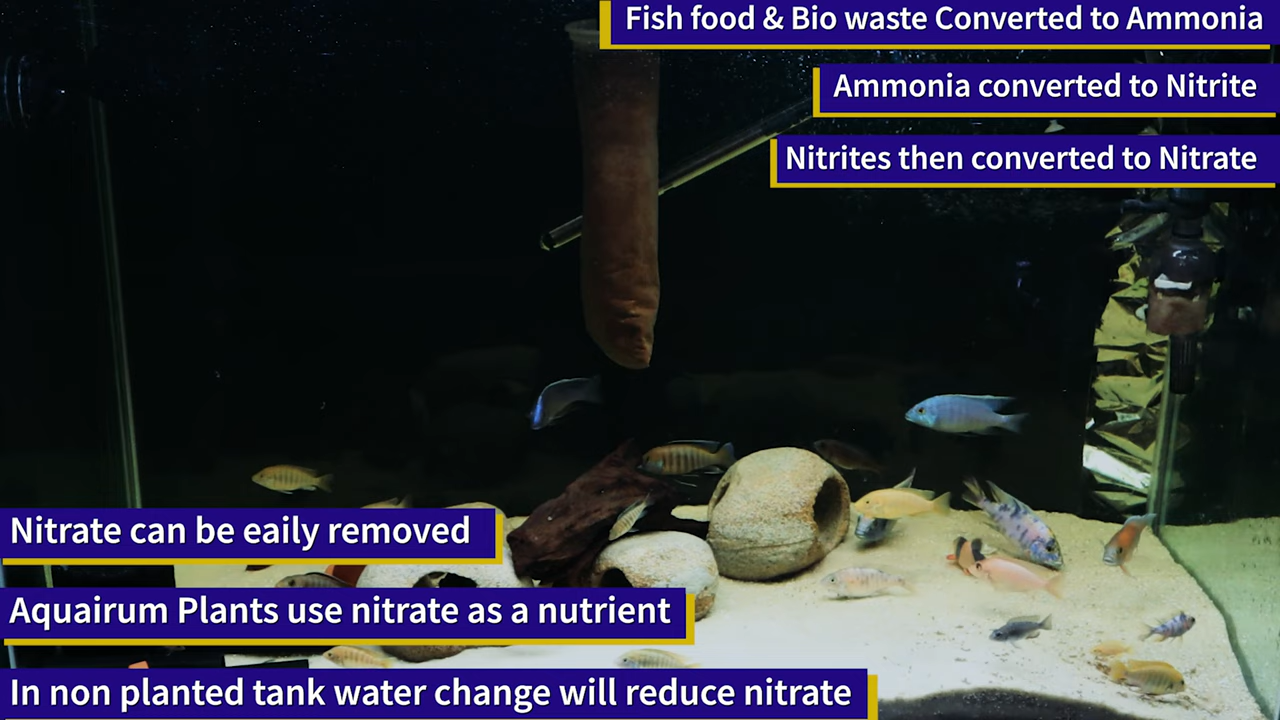 Fish food & Bio waste Converted to Ammonia
Ammonia converted to Nitrite
Nitrites then converted to Nitrate
Nitrate can be eaily removed
Aquairum Plants use nitrate as a nutrient
In non planted tank water change will reduce nitrate